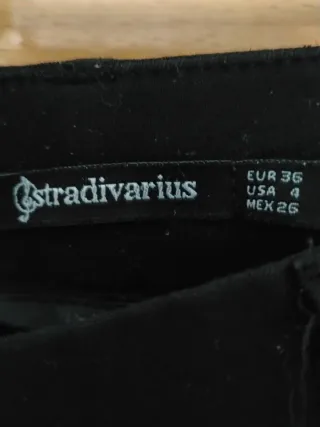 stradivarius
EUR 36
USA 4
MEX 26